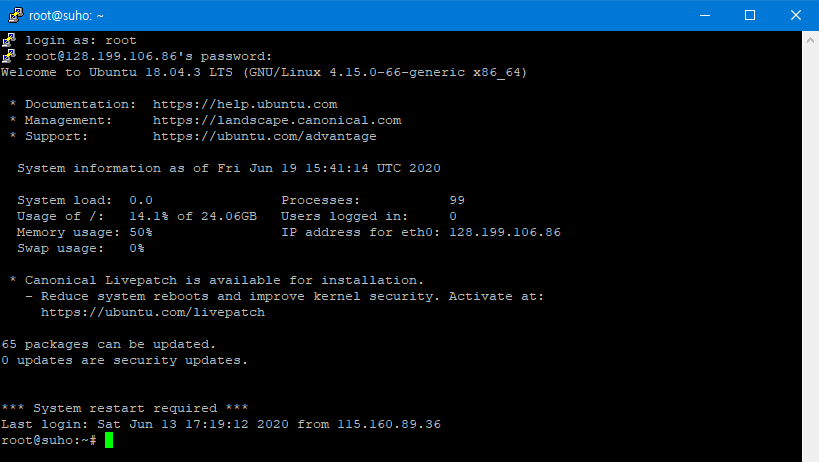 root@suho: ~
login as: root
root@128.199.106.86's password:
Welcome to Ubuntu 18.04.3 LTS (GNU/Linux 4.15.0-66-generic x86_64)
* Documentation:  https://help.ubuntu.com
* Management:     https://landscape.canonical.com
* Support:        https://ubuntu.com/advantage
System information as of Fri Jun 19 15:41:14 UTC 2020
System load:  0.0                Processes:           99
Usage of /:   14.1% of 24.06GB   Users logged in:     0
Memory usage: 50%                IP address for eth0: 128.199.106.86
Swap usage:   0%
* Canonical Livepatch is available for installation.
- Reduce system reboots and improve kernel security. Activate at:
https://ubuntu.com/livepatch
65 packages can be updated.
0 updates are security updates.
*** System restart required ***
Last login: Sat Jun 13 17:19:12 2020 from 115.160.89.36
root@suho:~#